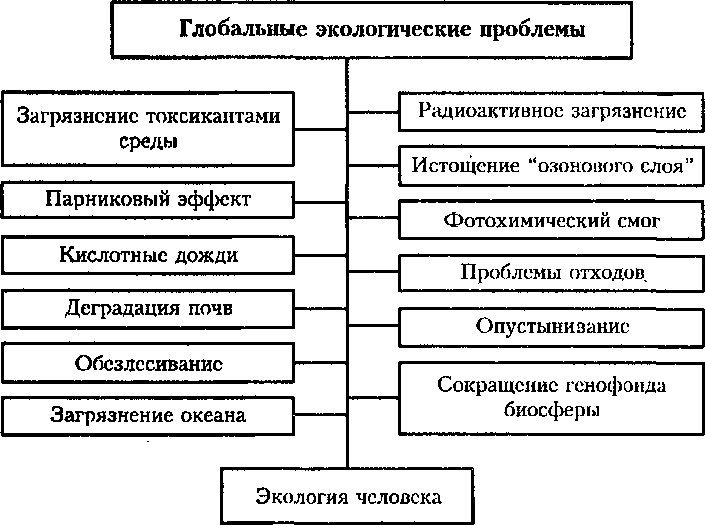 Глобальные экологические проблемы
Загрязнение токсикантами
среды
Парниковый эффект
Кислотные дожди
Деградация почв
Обезлесивание
Загрязнение океана
Радиоактивное загрязнение
Истощение “озонового слоя”
Фотохимический смог
Проблемы отходов
Опустынивание
Сокращение генофонда
биосферы
Экология человека